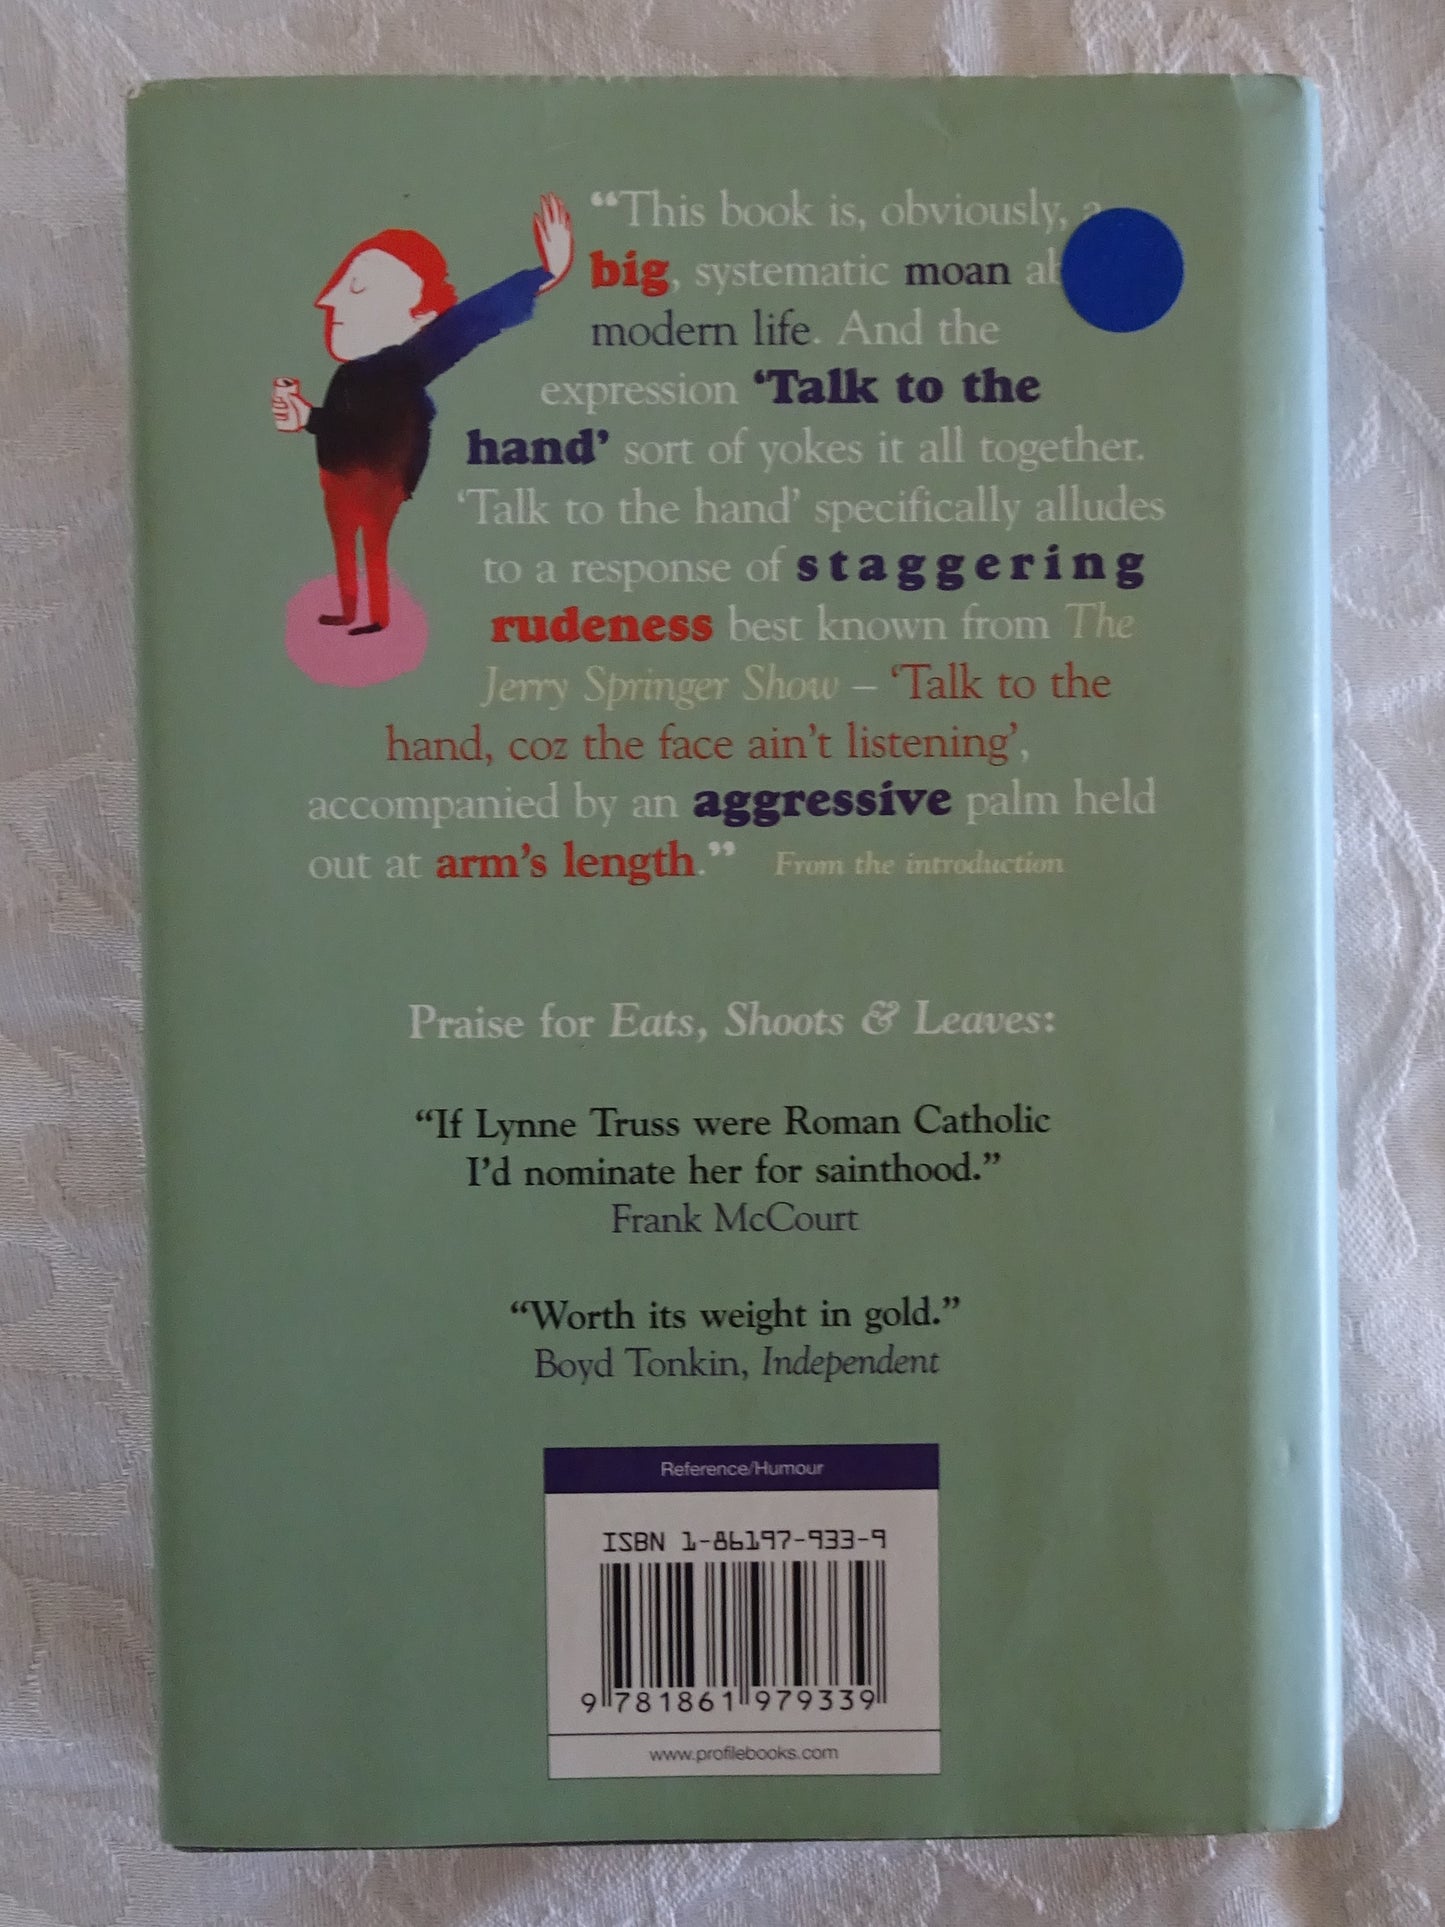 “This book is, obviously, a
big, systematic moan
modern life. And the
expression ‘Talk to the
hand’ sort of yokes it all together.
‘Talk to the hand’ specifically alludes
to a response of staggering
rudeness best known from The
Jerry Springer Show – ‘Talk to the
hand, coz the face ain’t listening’,
accompanied by an aggressive palm held
out at arm’s length.” From the introduction
Praise for Eats, Shoots & Leaves:
“If Lynne Truss were Roman Catholic
I’d nominate her for sainthood.”
Frank McCourt
“Worth its weight in gold.”
Boyd Tonkin, Independent
Reference/Humour
ISBN 1-86197-933-9
9 781861 979339
www.profilebooks.com